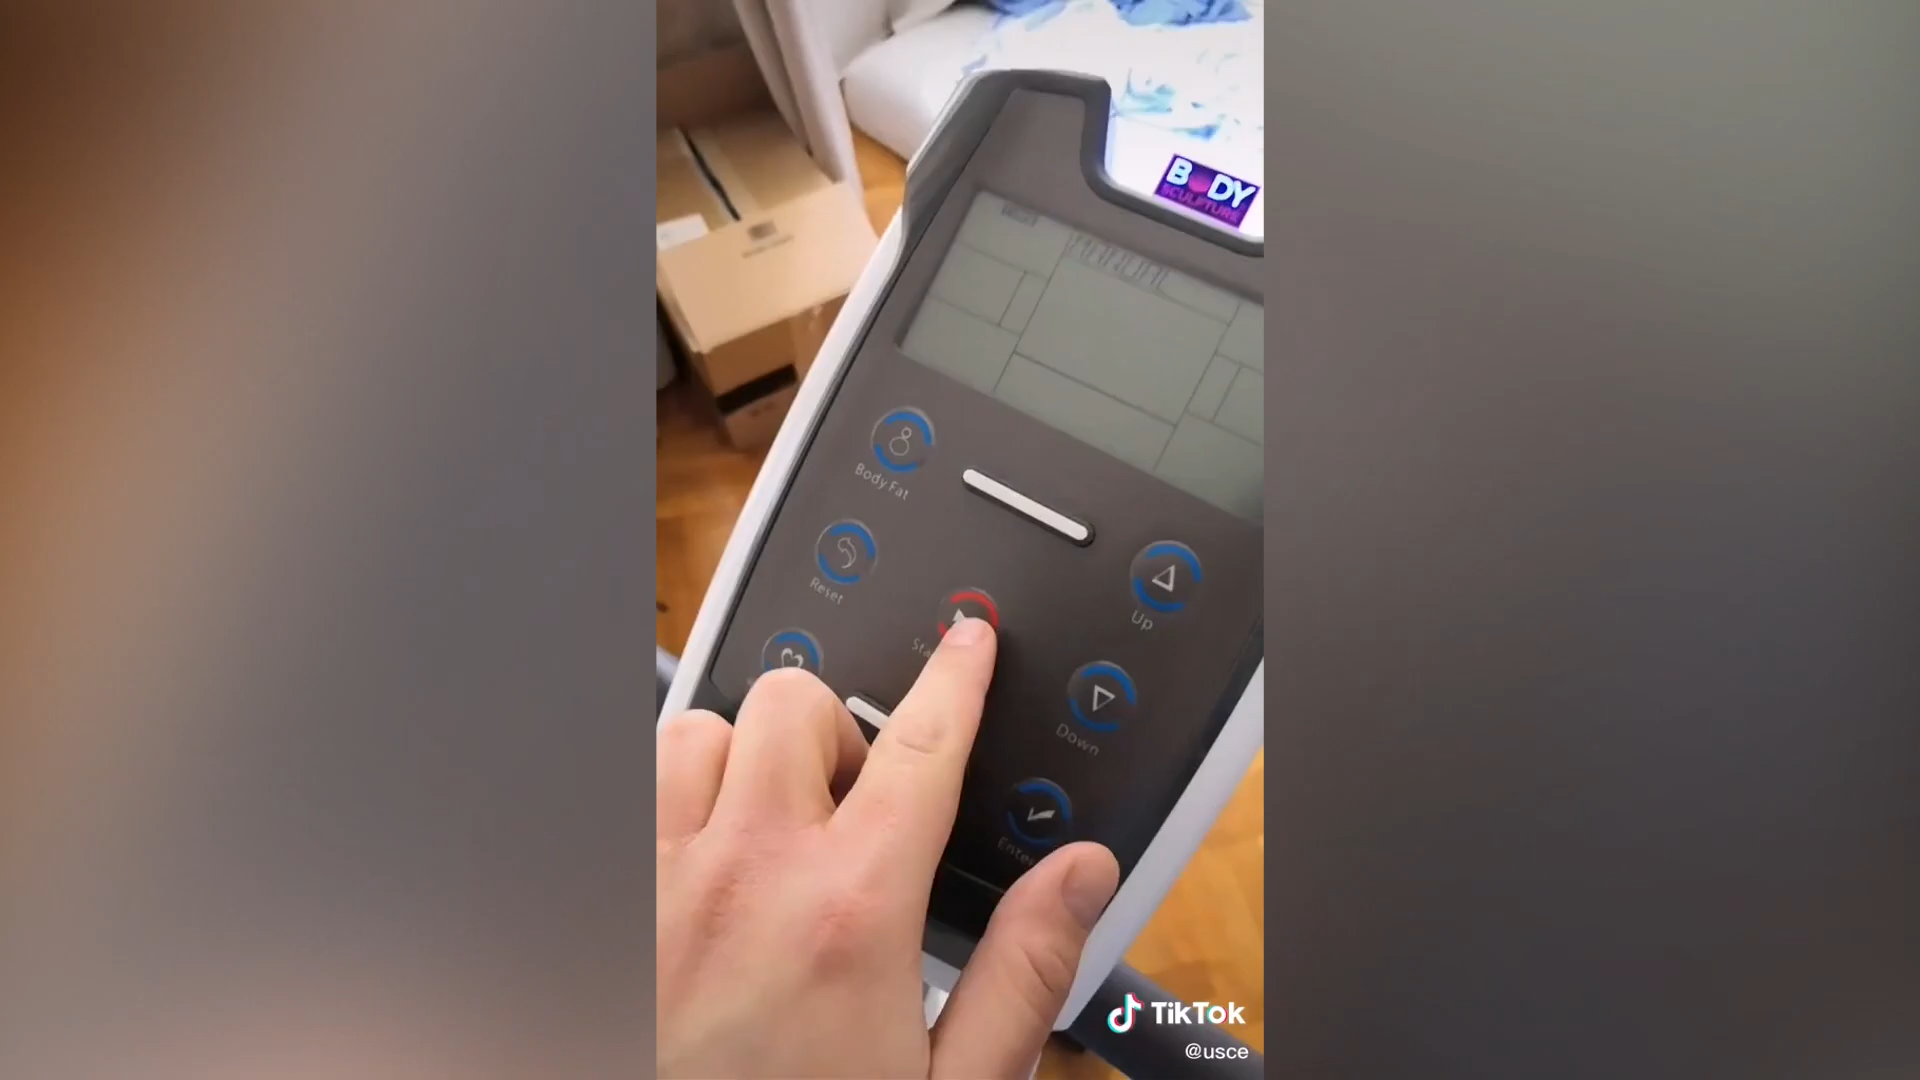 BODY
SCULPTURE
Body Fat
Reset
Up
Down
TikTok
@usce